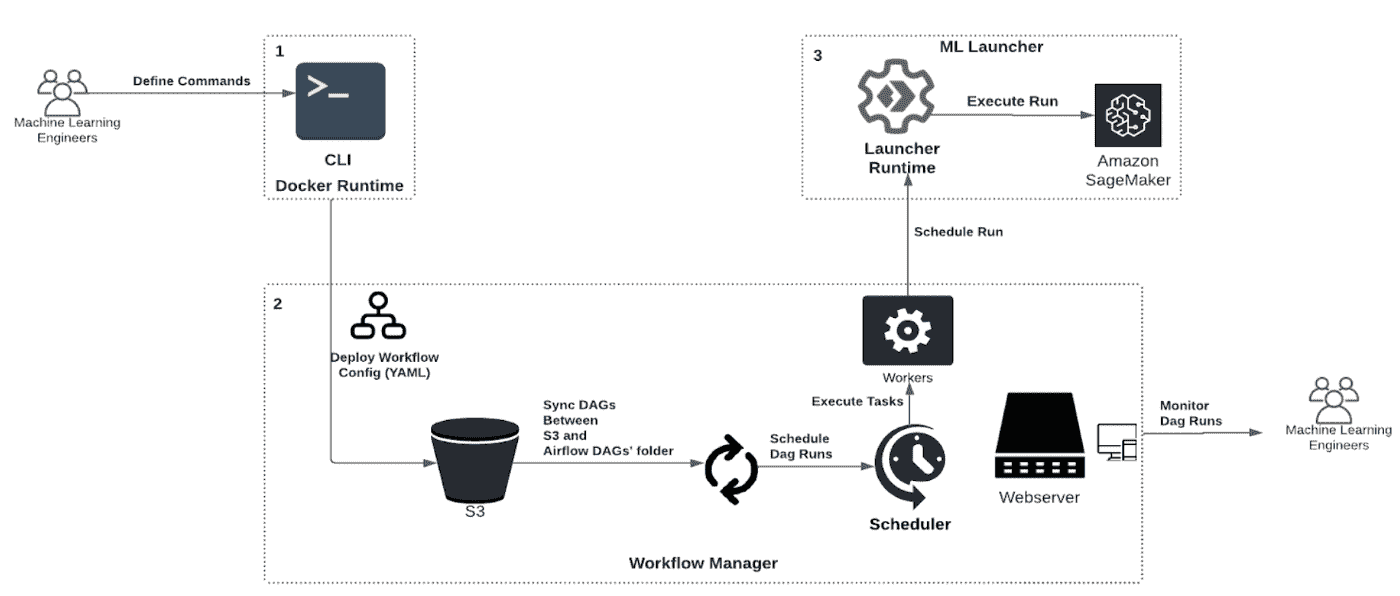 1
Define Commands
Machine Learning
Engineers
>_
CLI
Docker Runtime
3
ML Launcher
Launcher
Runtime
Execute Run
Amazon
SageMaker
Schedule Run
2
Deploy Workflow
Config (YAML)
S3
Sync DAGs
Between
S3 and
Airflow DAGs' folder
Schedule
Dag Runs
Workers
Execute Tasks
Scheduler
Webserver
Monitor
Dag Runs
Machine Learning
Engineers
Workflow Manager